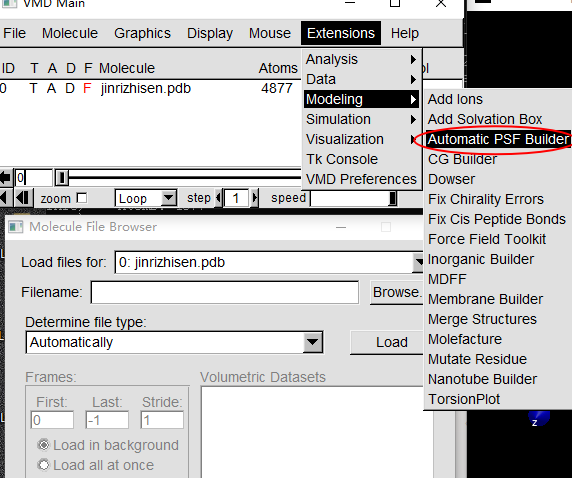 VMD Main
File Molecule Graphics Display Mouse Extensions Help
ID T A D F Molecule Atoms ol
0 T A D F jinrizhisen.pdb 4877
Analysis
Data
Modeling
Simulation
Visualization
Tk Console
VMD Preferences
Add Ions
Add Solvation Box
Automatic PSF Builder
CG Builder
Dowser
Fix Chirality Errors
Fix Cis Peptide Bonds
Force Field Toolkit
Inorganic Builder
MDFF
Membrane Builder
Merge Structures
Molefacture
Mutate Residue
Nanotube Builder
TorsionPlot
0
zoom Loop step 1 speed
Molecule File Browser
Load files for: 0: jinrizhisen.pdb
Filename: Browse.
Determine file type:
Automatically Load
Frames: Volumetric Datasets
First: Last: Stride:
0 -1 1
Load in background
Load all at once
z